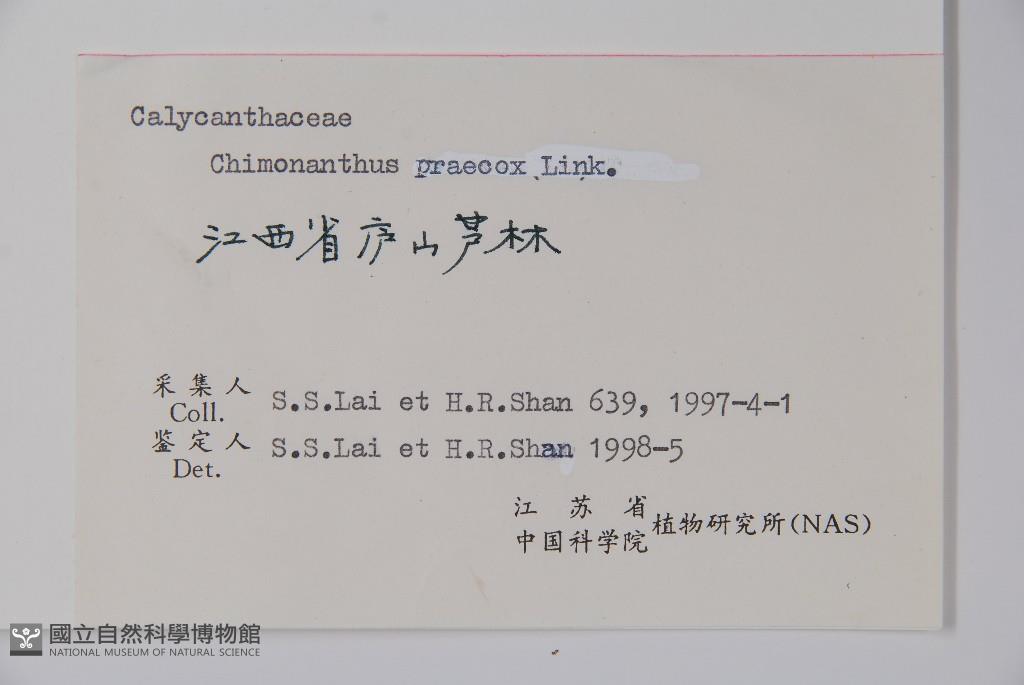 Calycanthaceae
Chimonanthus praecox Link.
江西省庐山芦林
采集人 S.S.Lai et H.R.Shan 639, 1997-4-1
Coll.
鉴定人 S.S.Lai et H.R.Shan 1998-5
Det.
江苏省
中国科学院 植物研究所(NAS)
國立自然科學博物館
NATIONAL MUSEUM OF NATURAL SCIENCE